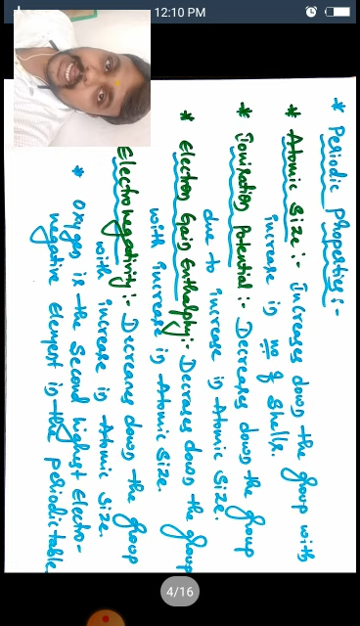 12:10 PM
* Periodic Properties:-
* Atomic Size:- Increases down the group with
increase in no of shells.
* Ionisation Potential:- Decreases down the group
due to increase in Atomic size.
* Electron Gain Enthalphy:- Decreases down the group
with increase in Atomic size.
Electronegativity:- Decreases down the group
with increase in Atomic size.
* Oxygen is the Second highest Electro-
negative Element in the periodic table.
4/16